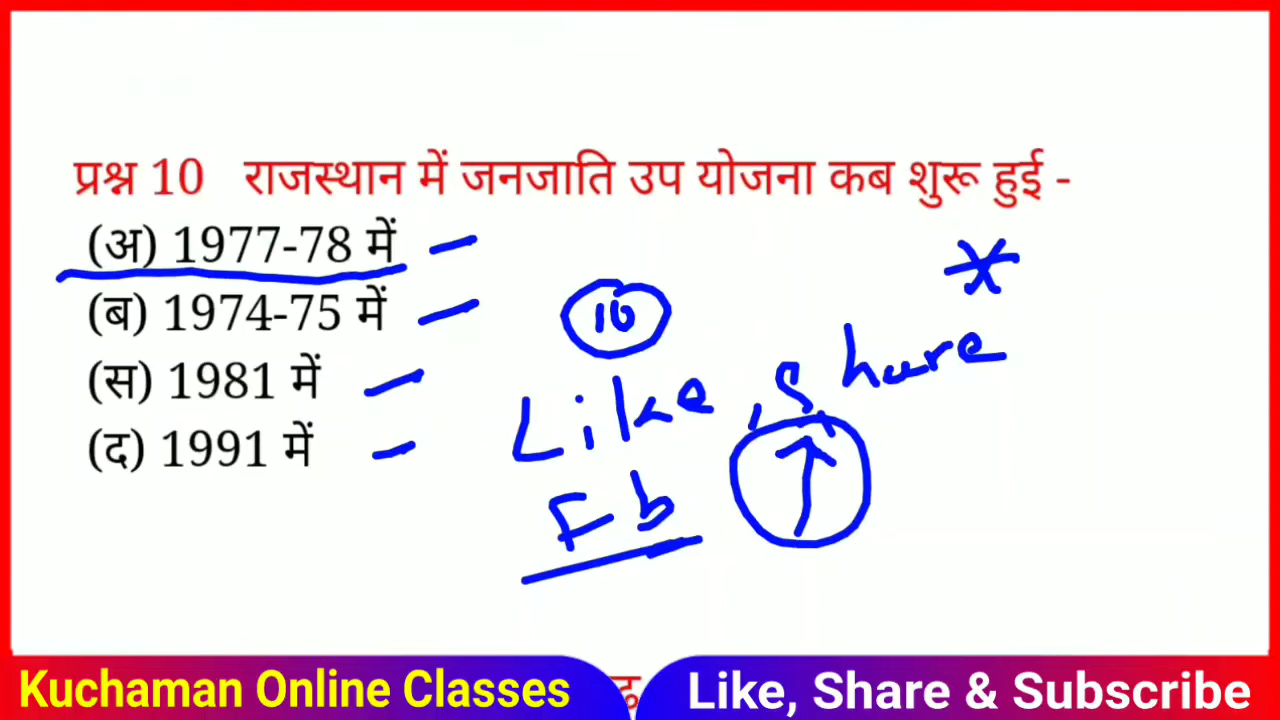 प्रश्न 10 राजस्थान में जनजाति उप योजना कब शुरू हुई -
(अ) 1977-78 में
(ब) 1974-75 में
(स) 1981 में
(द) 1991 में
10
Like, Share
Fb
Kuchaman Online Classes
Like, Share & Subscribe